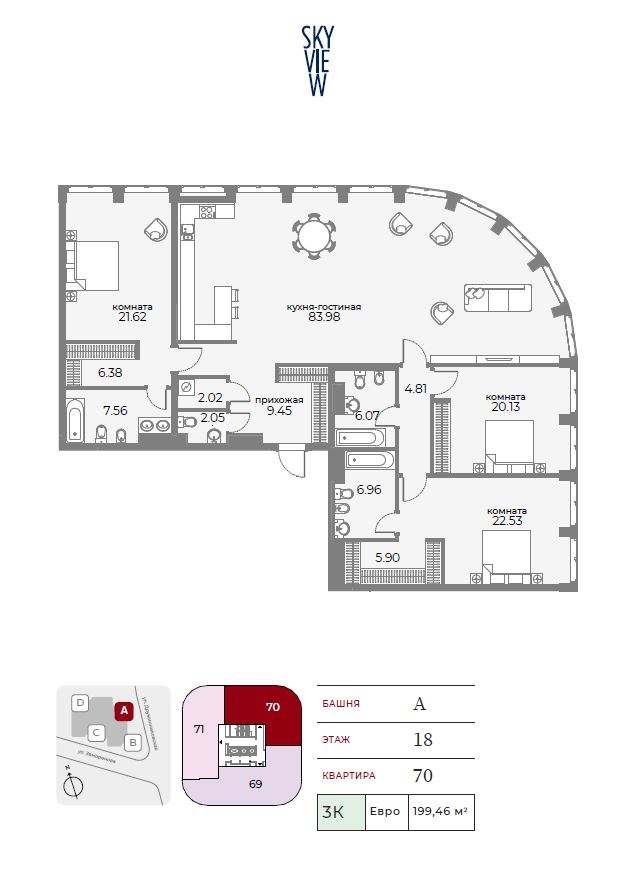 SKY
VIE
W
комната
21.62
кухня-гостиная
83.98
6.38
7.56
2.02
2.05
прихожая
9.45
6.07
4.81
комната
20.13
6.96
комната
22.53
5.90
D
A
C
B
ул. Дружинниковская
ул. Заморенова
N
71
70
69
БАШНЯ A
ЭТАЖ 18
КВАРТИРА 70
3К Евро 199,46 м²